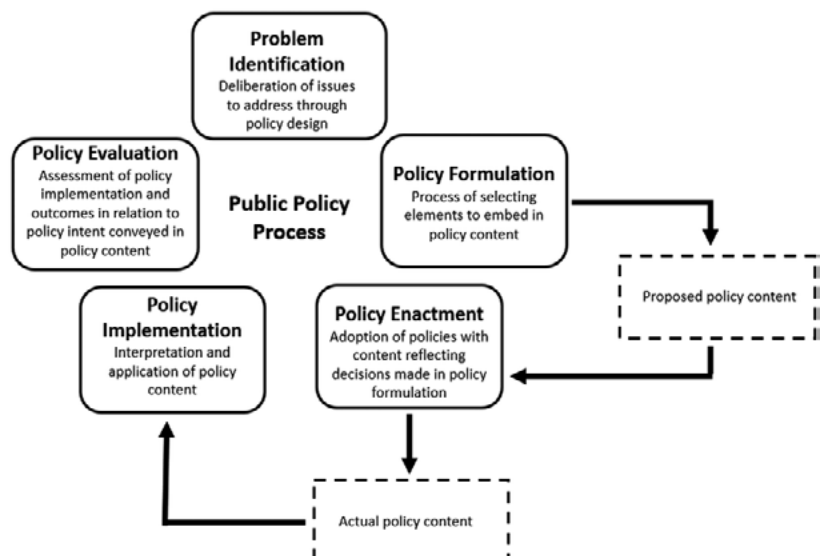 Problem
Identification
Deliberation of issues
to address through
policy design
Policy Evaluation
Assessment of policy
implementation and
outcomes in relation to
policy intent conveyed in
policy content
Public Policy
Process
Policy Formulation
Process of selecting
elements to embed in
policy content
Proposed policy content
Policy
Implementation
Interpretation and
application of policy
content
Policy Enactment
Adoption of policies with
content reflecting
decisions made in policy
formulation
Actual policy content